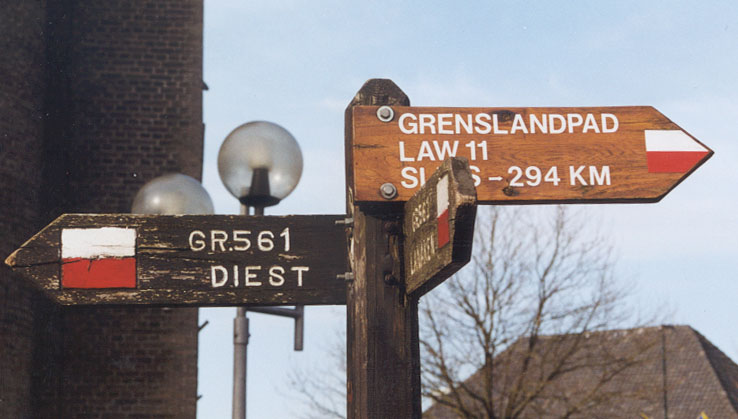 GRENSLANDPAD
LAW 11
- 294 KM
GR.561
DIEST